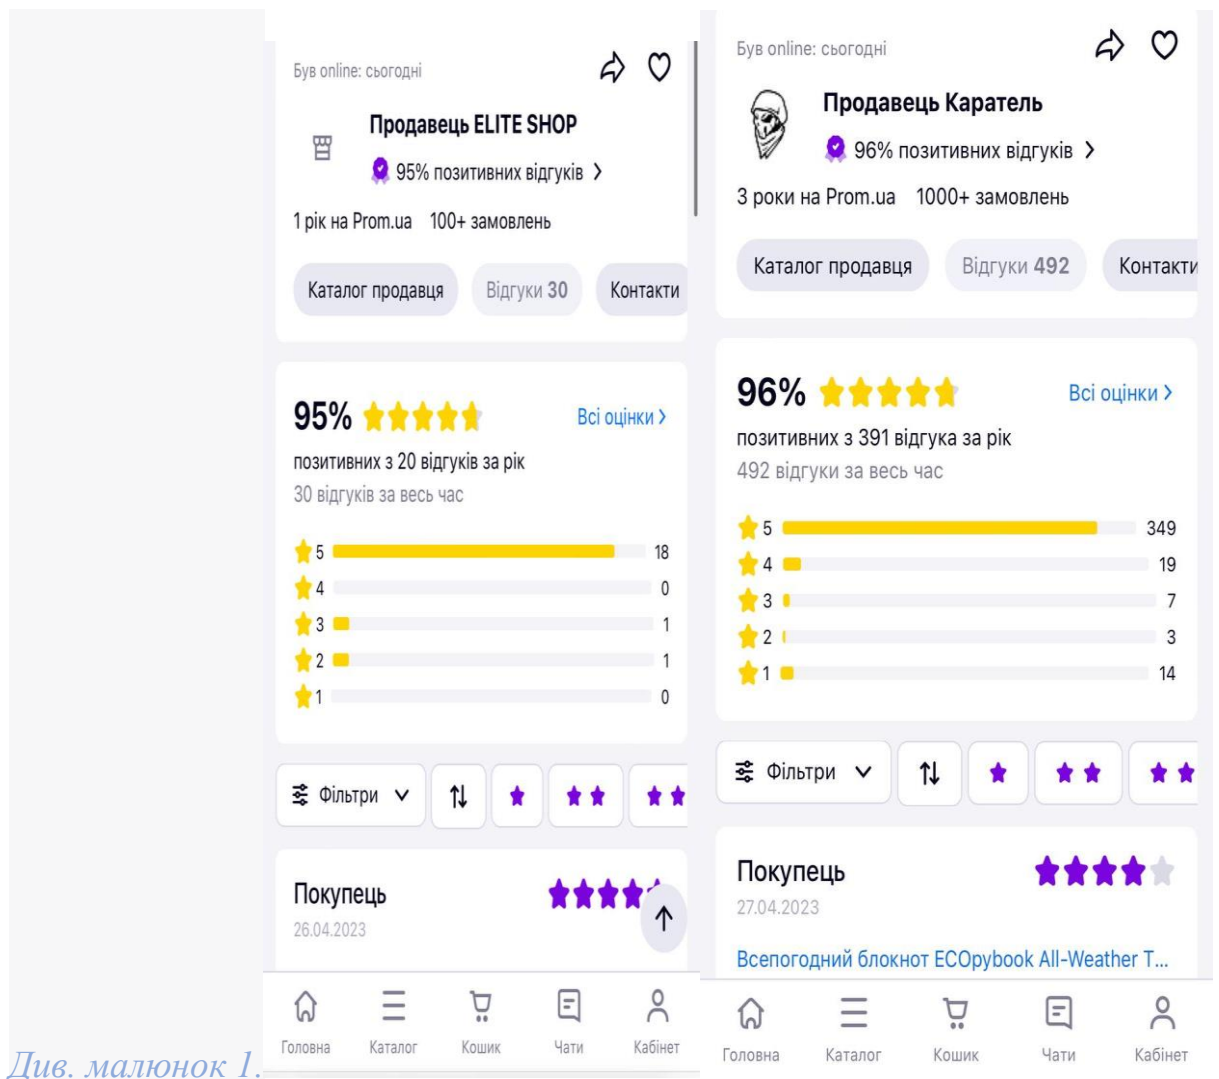 Був online: сьогодні
Продавець ELITE SHOP
95% позитивних відгуків
1 рік на Prom.ua 100+ замовлень
Каталог продавця Відгуки 30 Контакти
95% Всі оцінки
позитивних з 20 відгуків за рік
30 відгуків за весь час
5 18
4 0
3 1
2 1
1 0
Фільтри
Покупець
26.04.2023
Головна Каталог Кошик Чати Кабінет
Був online: сьогодні
Продавець Каратель
96% позитивних відгуків
3 роки на Prom.ua 1000+ замовлень
Каталог продавця Відгуки 492 Контакти
96% Всі оцінки
позитивних з 391 відгука за рік
492 відгуки за весь час
5 349
4 19
3 7
2 3
1 14
Фільтри
Покупець
27.04.2023
Всепогодний блокнот ECOpybook All-Weather T...
Головна Каталог Кошик Чати Кабінет
Див. малюнок 1.